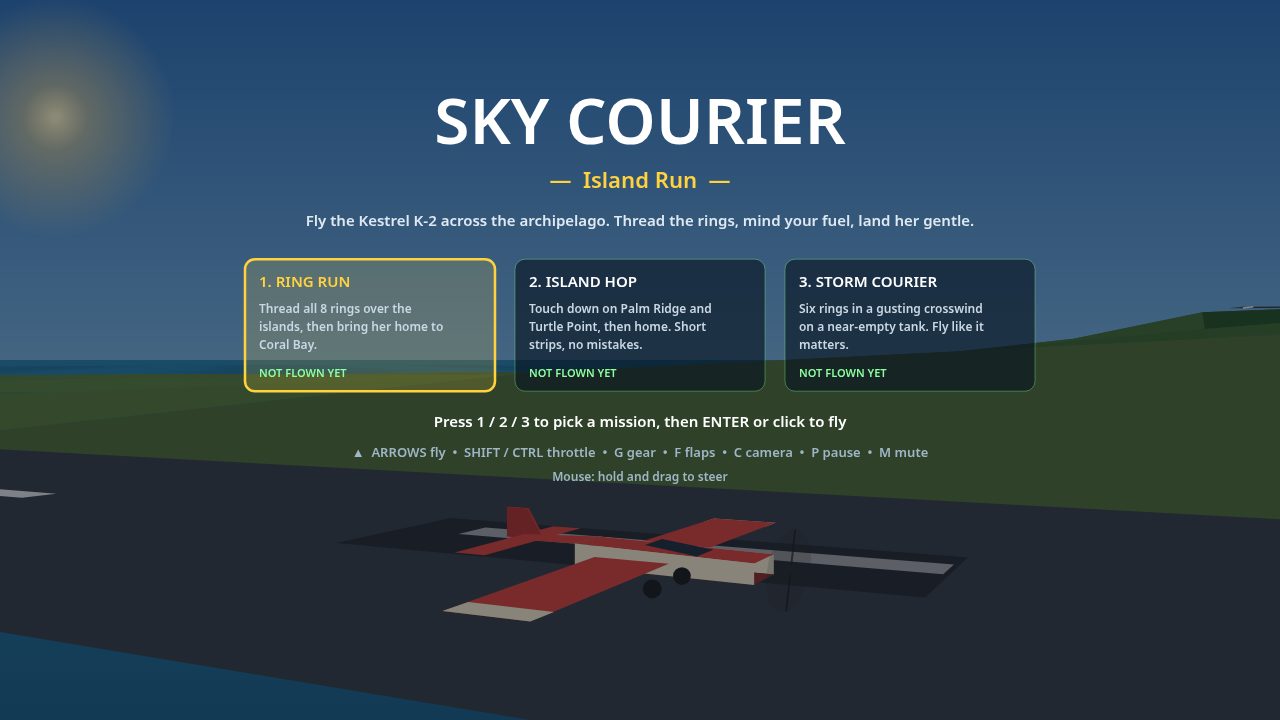 SKY COURIER
— Island Run —
Fly the Kestrel K-2 across the archipelago. Thread the rings, mind your fuel, land her gentle.
1. RING RUN
Thread all 8 rings over the
islands, then bring her home to
Coral Bay.
NOT FLOWN YET
2. ISLAND HOP
Touch down on Palm Ridge and
Turtle Point, then home. Short
strips, no mistakes.
NOT FLOWN YET
3. STORM COURIER
Six rings in a gusting crosswind
on a near-empty tank. Fly like it
matters.
NOT FLOWN YET
Press 1 / 2 / 3 to pick a mission, then ENTER or click to fly
▲ ARROWS fly • SHIFT / CTRL throttle • G gear • F flaps • C camera • P pause • M mute
Mouse: hold and drag to steer